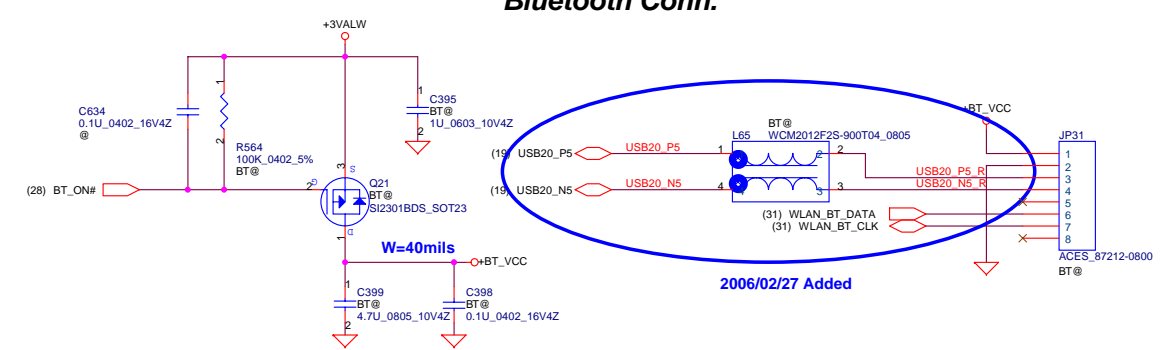 Bluetooth Conn.
+3VALW
C634
0.1U_0402_16V4Z
@
1
2
R564
100K_0402_5%
BT@
1
2
C395
BT@
1U_0603_10V4Z
(28) BT_ON#
2
G
3
S
Q21
BT@
SI2301BDS_SOT23
D
1
W=40mils
+BT_VCC
1
2
C399
BT@
4.7U_0805_10V4Z
C398
BT@
0.1U_0402_16V4Z
BT@
L65 WCM2012F2S-900T04_0805
(19) USB20_P5
USB20_P5
1
2
2
(19) USB20_N5
USB20_N5
4
3
3
USB20_P5_R
USB20_N5_R
(31) WLAN_BT_DATA
(31) WLAN_BT_CLK
+BT_VCC
JP31
1
2
3
4
5
6
7
8
ACES_87212-0800
BT@
2006/02/27 Added